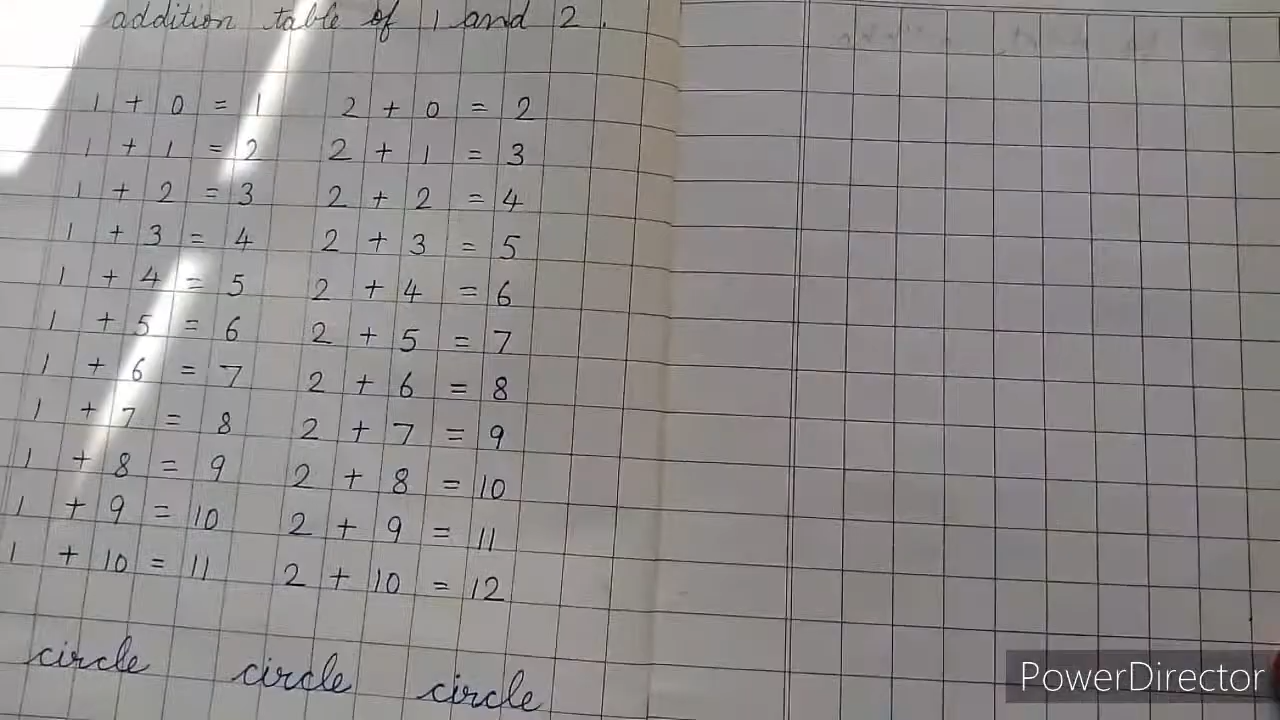 addition table of 1 and 2.
1 + 0 = 1 2 + 0 = 2
1 + 1 = 2 2 + 1 = 3
1 + 2 = 3 2 + 2 = 4
1 + 3 = 4 2 + 3 = 5
1 + 4 = 5 2 + 4 = 6
1 + 5 = 6 2 + 5 = 7
1 + 6 = 7 2 + 6 = 8
1 + 7 = 8 2 + 7 = 9
1 + 8 = 9 2 + 8 = 10
1 + 9 = 10 2 + 9 = 11
1 + 10 = 11 2 + 10 = 12
circle circle circle
PowerDirector